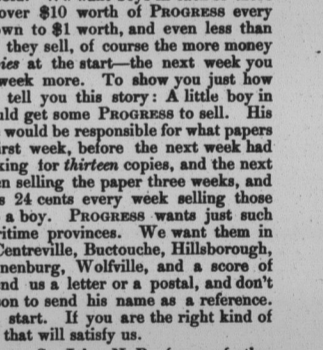 over $10 worth of PROGRESS every
own to $1 worth, and even less than
they sell, of course the more money
ies at the start—the next week you
week more. To show you just how
tell you this story: A little boy in
uld get some PROGRESS to sell. His
would be responsible for what papers
irst week, before the next week had
king for thirteen copies, and the next
en selling the paper three weeks, and
s 24 cents every week selling those
a boy. PROGRESS wants just such
ritime provinces. We want them in
Centreville, Buctouche, Hillsborough,
nenburg, Wolfville, and a score of
nd us a letter or a postal, and don't
son to send his name as a reference.
start. If you are the right kind of
that will satisfy us.